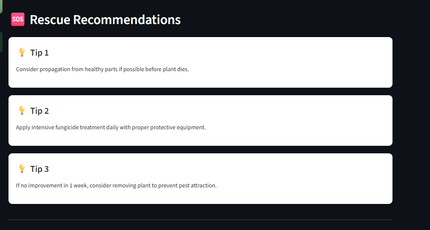 🆘 Rescue Recommendations
💡 Tip 1
Consider propagation from healthy parts if possible before plant dies.
💡 Tip 2
Apply intensive fungicide treatment daily with proper protective equipment.
💡 Tip 3
If no improvement in 1 week, consider removing plant to prevent pest attraction.